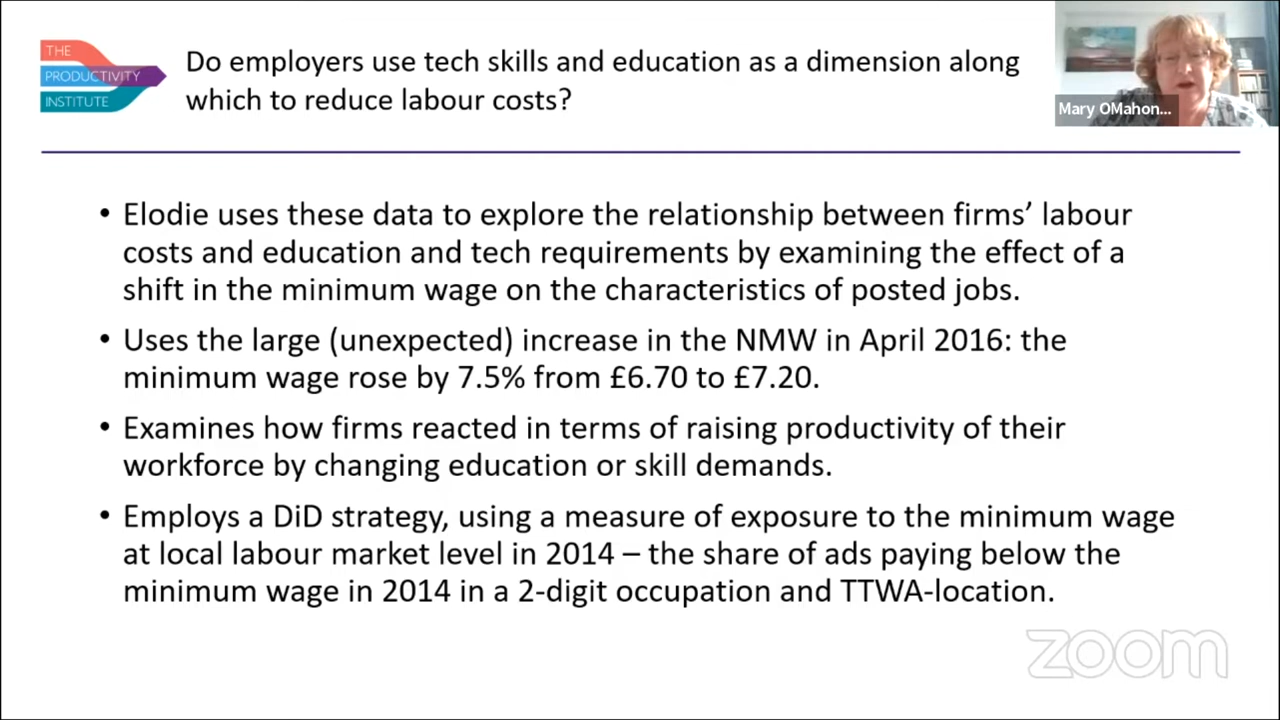 THE
PRODUCTIVITY
INSTITUTE
Do employers use tech skills and education as a dimension along
which to reduce labour costs?
Mary OMahon...
• Elodie uses these data to explore the relationship between firms’ labour
costs and education and tech requirements by examining the effect of a
shift in the minimum wage on the characteristics of posted jobs.
• Uses the large (unexpected) increase in the NMW in April 2016: the
minimum wage rose by 7.5% from £6.70 to £7.20.
• Examines how firms reacted in terms of raising productivity of their
workforce by changing education or skill demands.
• Employs a DiD strategy, using a measure of exposure to the minimum wage
at local labour market level in 2014 – the share of ads paying below the
minimum wage in 2014 in a 2-digit occupation and TTWA-location.
zoom